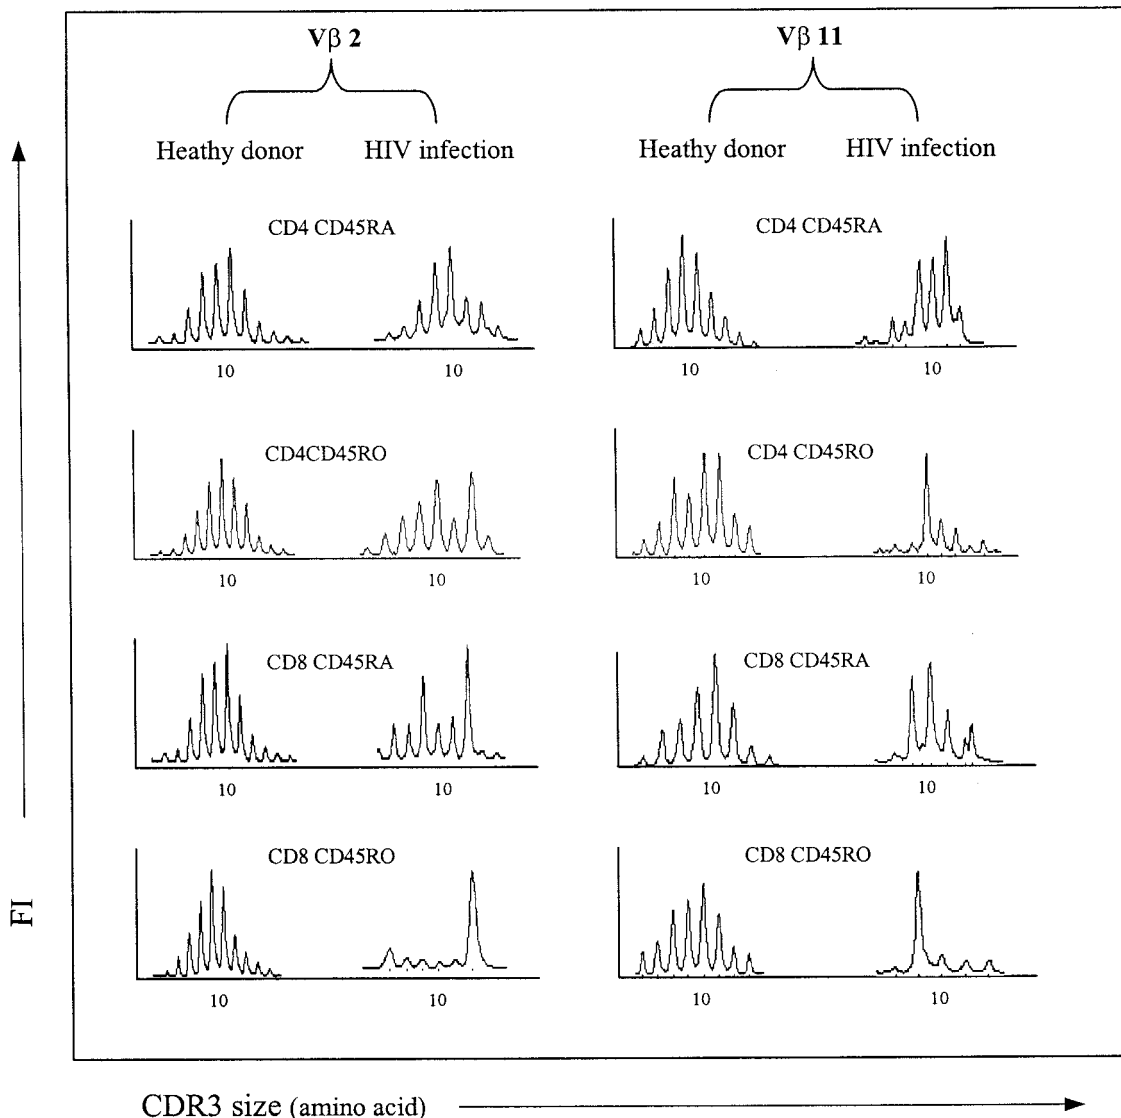 Vβ 2
Vβ 11
Heathy donor
HIV infection
Heathy donor
HIV infection
CD4 CD45RA
CD4 CD45RA
10
10
10
10
CD4CD45RO
CD4 CD45RO
10
10
10
10
CD8 CD45RA
CD8 CD45RA
10
10
10
10
CD8 CD45RO
CD8 CD45RO
10
10
10
10
FI
CDR3 size (amino acid)